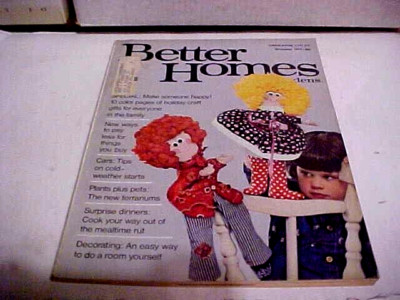 Better
Homes
dens
SPECIAL: Make someone happy!
10 color pages of holiday craft
gifts for everyone
in the family
New ways
to pay
less for
things
you buy
Cars: Tips
on cold-
weather starts
Plants plus pets:
The new terrariums
Surprise dinners:
Cook your way out of
the mealtime rut
Decorating: An easy way
to do a room yourself